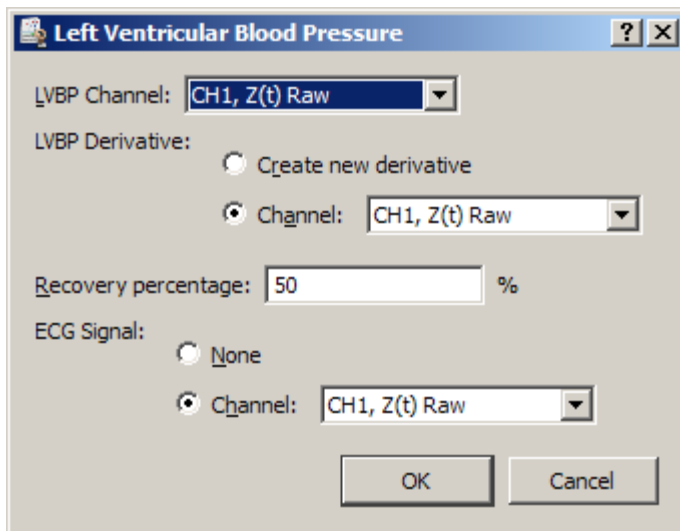 Left Ventricular Blood Pressure
LVBP Channel: CH1, Z(t) Raw
LVBP Derivative:
Create new derivative
Channel: CH1, Z(t) Raw
Recovery percentage: 50 %
ECG Signal:
None
Channel: CH1, Z(t) Raw
OK Cancel